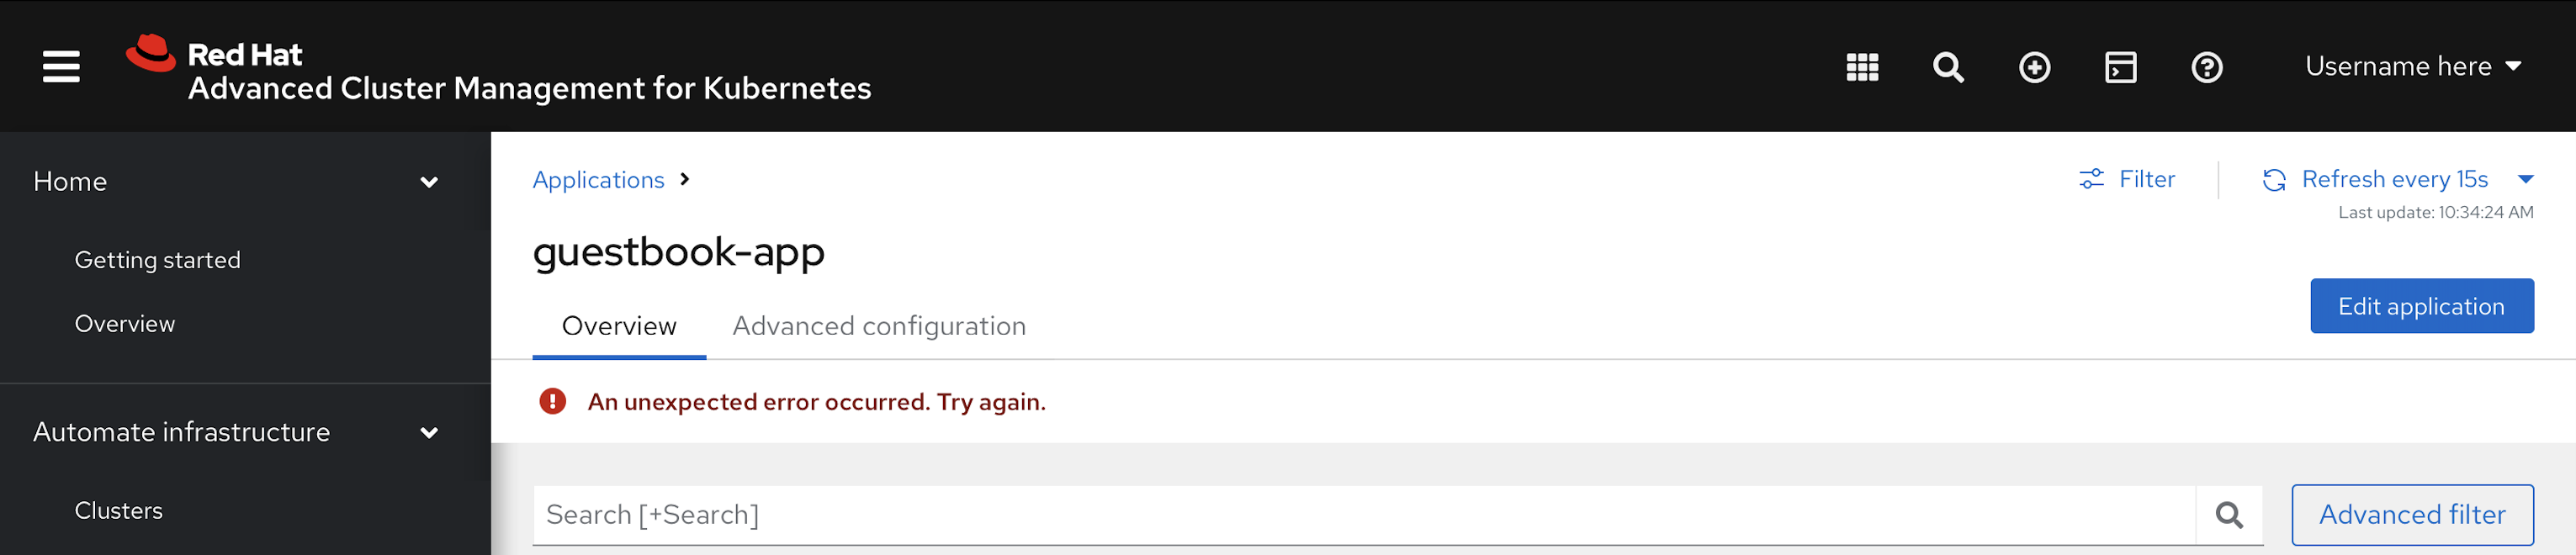 Red Hat
Advanced Cluster Management for Kubernetes
Username here
Home
Getting started
Overview
Automate infrastructure
Clusters
Applications
Filter
Refresh every 15s
Last update: 10:34:24 AM
guestbook-app
Edit application
Overview
Advanced configuration
An unexpected error occurred. Try again.
Search [+Search]
Advanced filter